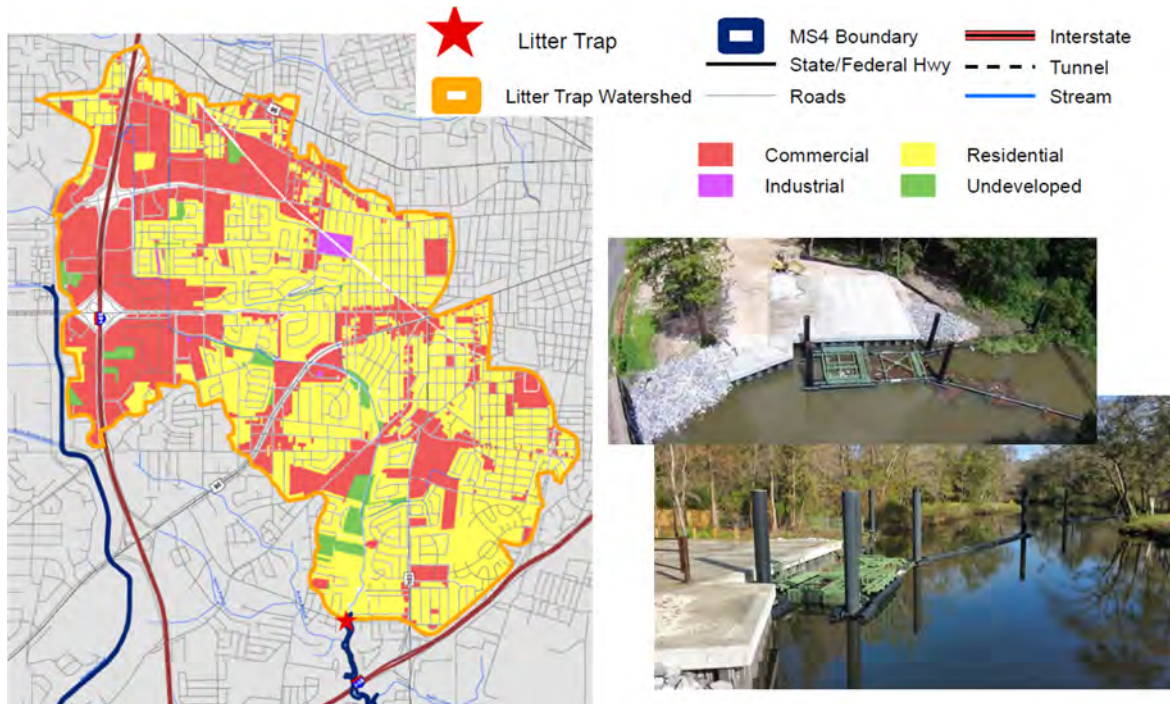 Litter Trap
MS4 Boundary
Interstate
State/Federal Hwy
Tunnel
Litter Trap Watershed
Roads
Stream
Commercial
Residential
Industrial
Undeveloped